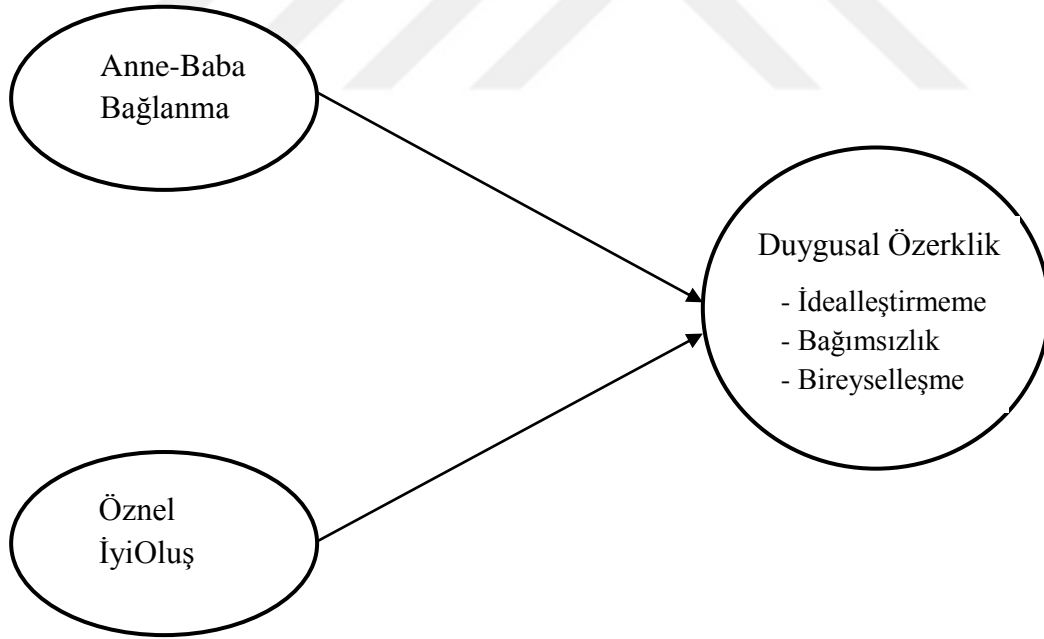 Anne-Baba
Bağlanma
Duygusal Özerklik
- İdealleştirmeme
- Bağımsızlık
- Bireyselleşme
Öznel
İyiOluş